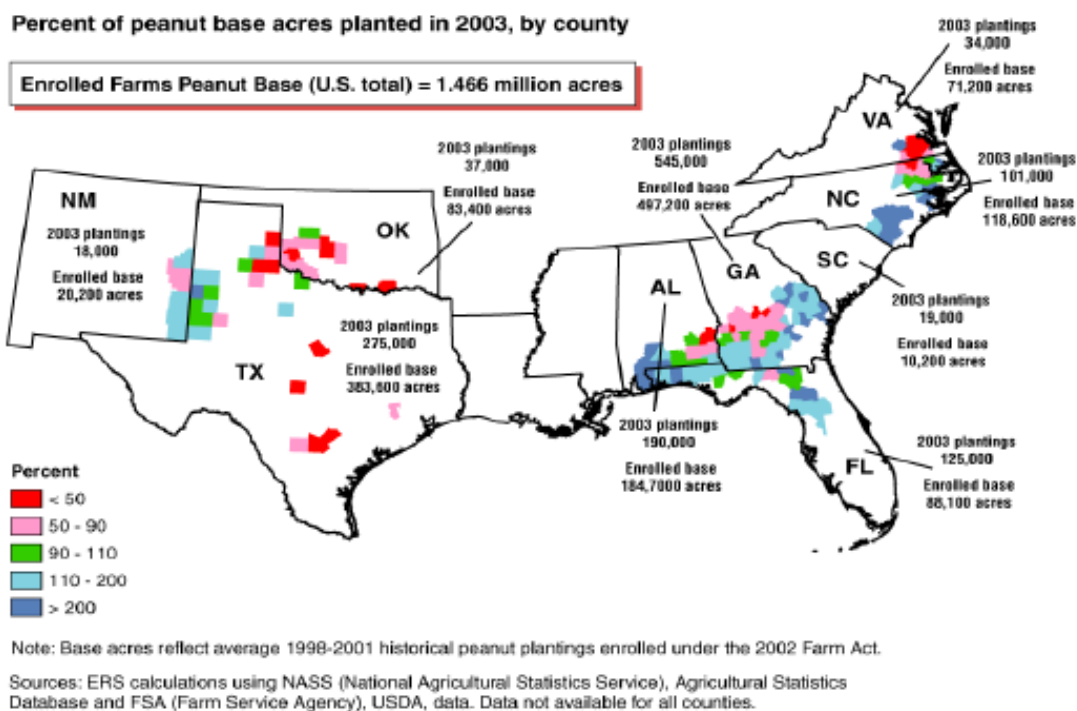 Percent of peanut base acres planted in 2003, by county
Enrolled Farms Peanut Base (U.S. total) = 1.466 million acres
2003 plantings
34,000
Enrolled base
71,200 acres
VA
2003 plantings
545,000
Enrolled base
497,200 acres
2003 plantings
37,000
Enrolled base
83,400 acres
2003 plantings
101,000
Enrolled base
118,600 acres
NM
2003 plantings
18,000
Enrolled base
20,200 acres
OK
NC
SC
GA
AL
2003 plantings
19,000
Enrolled base
10,200 acres
2003 plantings
275,000
Enrolled base
383,600 acres
TX
2003 plantings
190,000
Enrolled base
184,7000 acres
2003 plantings
125,000
Enrolled base
88,100 acres
FL
Percent
< 50
50 - 90
90 - 110
110 - 200
> 200
Note: Base acres reflect average 1998-2001 historical peanut plantings enrolled under the 2002 Farm Act.
Sources: ERS calculations using NASS (National Agricultural Statistics Service), Agricultural Statistics
Database and FSA (Farm Service Agency), USDA, data. Data not available for all counties.